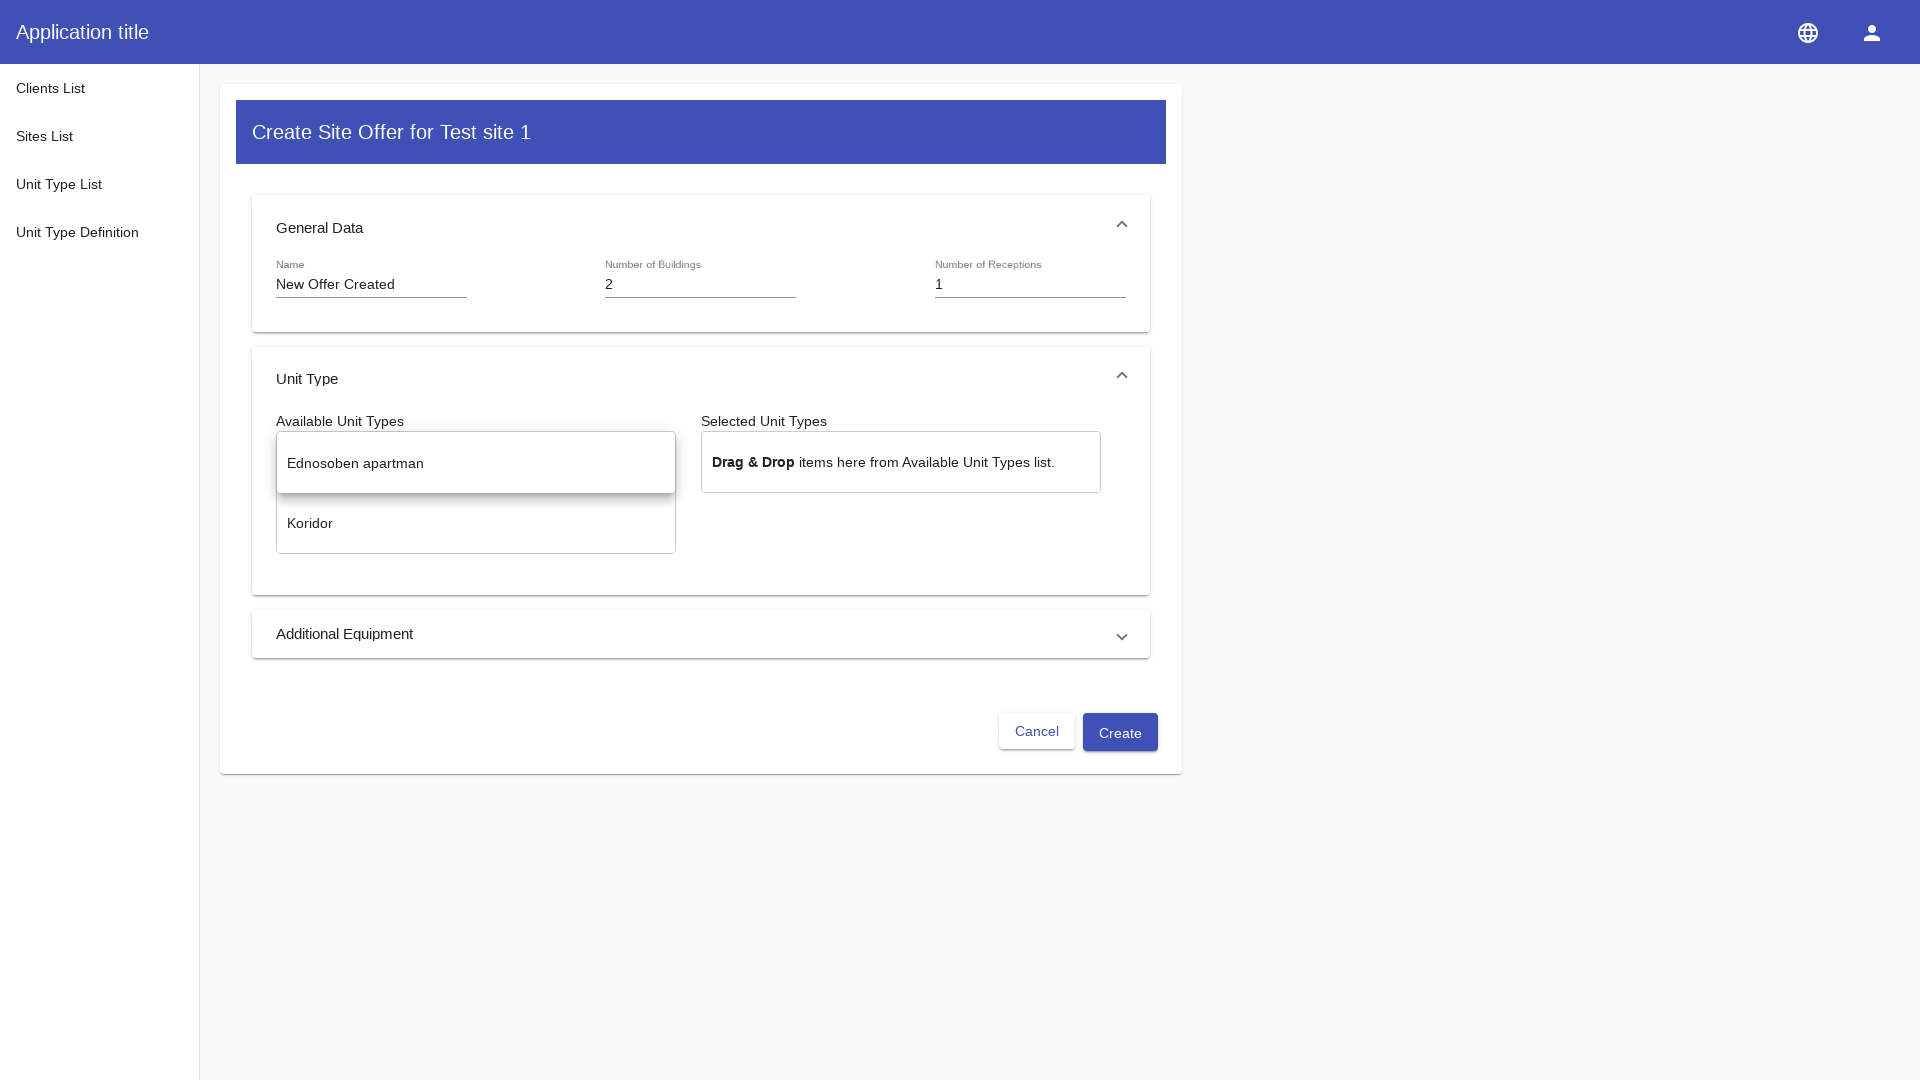 Application title
Clients List
Sites List
Unit Type List
Unit Type Definition
Create Site Offer for Test site 1
General Data
Name
Number of Buildings
Number of Receptions
New Offer Created
2
1
Unit Type
Available Unit Types
Selected Unit Types
Ednosoben apartman
Drag & Drop items here from Available Unit Types list.
Koridor
Additional Equipment
Cancel
Create